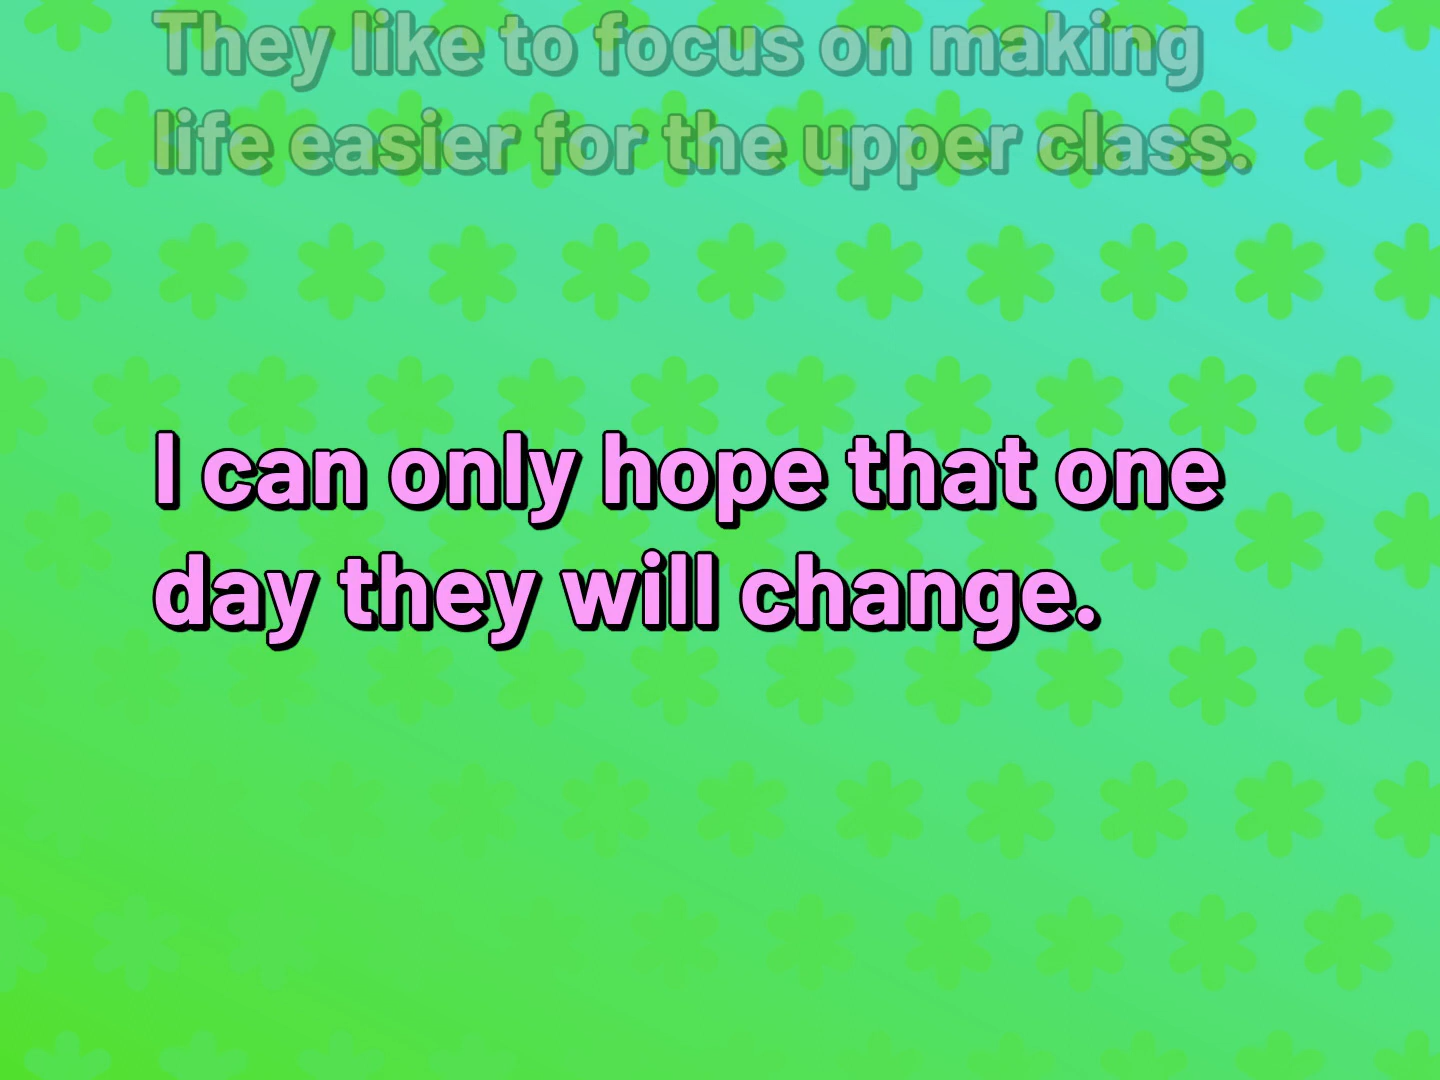 They like to focus on making
life easier for the upper class.
I can only hope that one
day they will change.